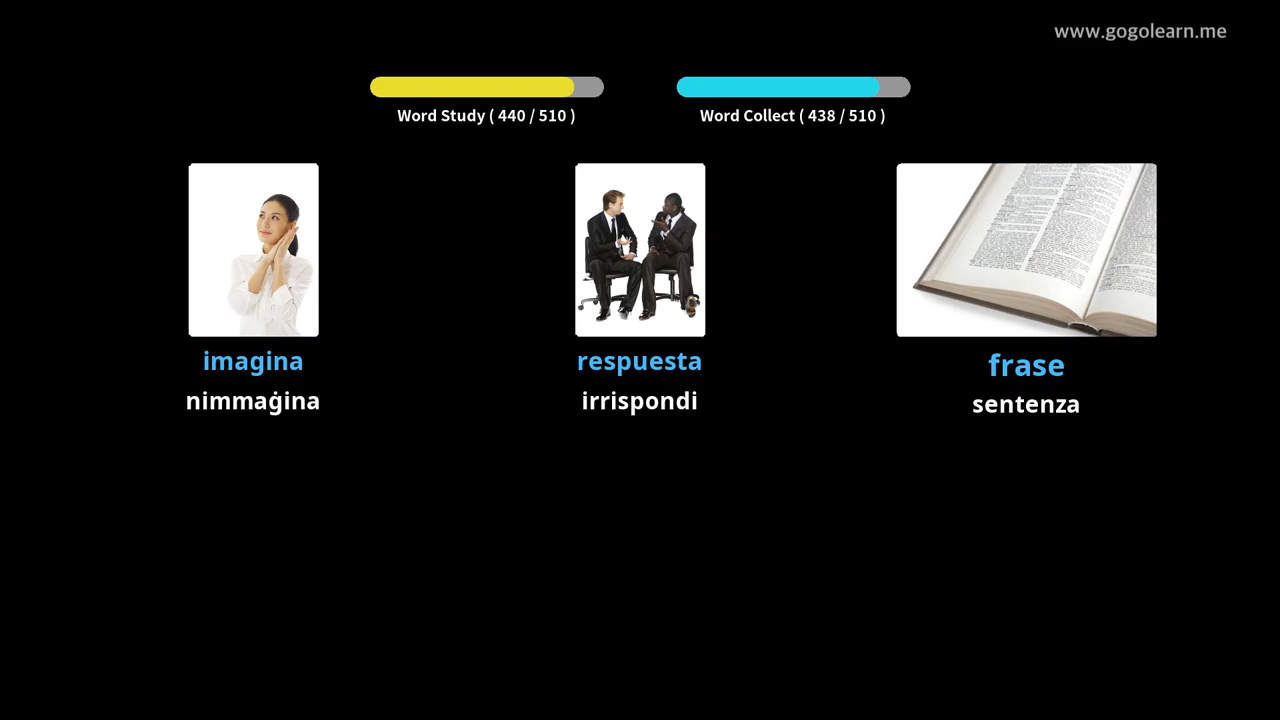 www.gogolearn.me
Word Study ( 440 / 510 )
Word Collect ( 438 / 510 )
imagina
nimmaġina
respuesta
irrispondi
frase
sentenza